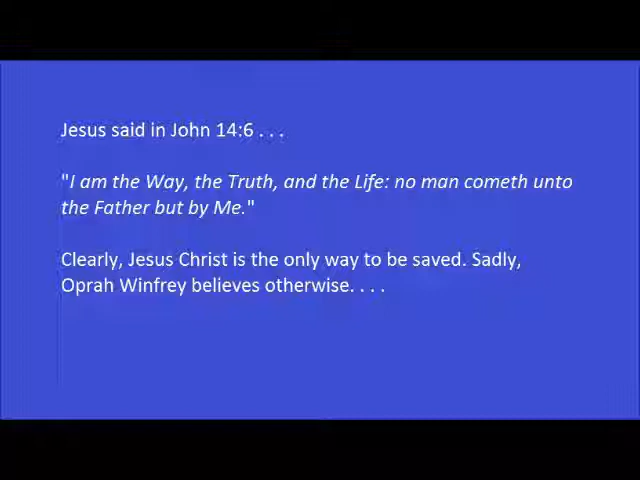 Jesus said in John 14:6 . . .
"I am the Way, the Truth, and the Life: no man cometh unto
the Father but by Me."
Clearly, Jesus Christ is the only way to be saved. Sadly,
Oprah Winfrey believes otherwise. . . .